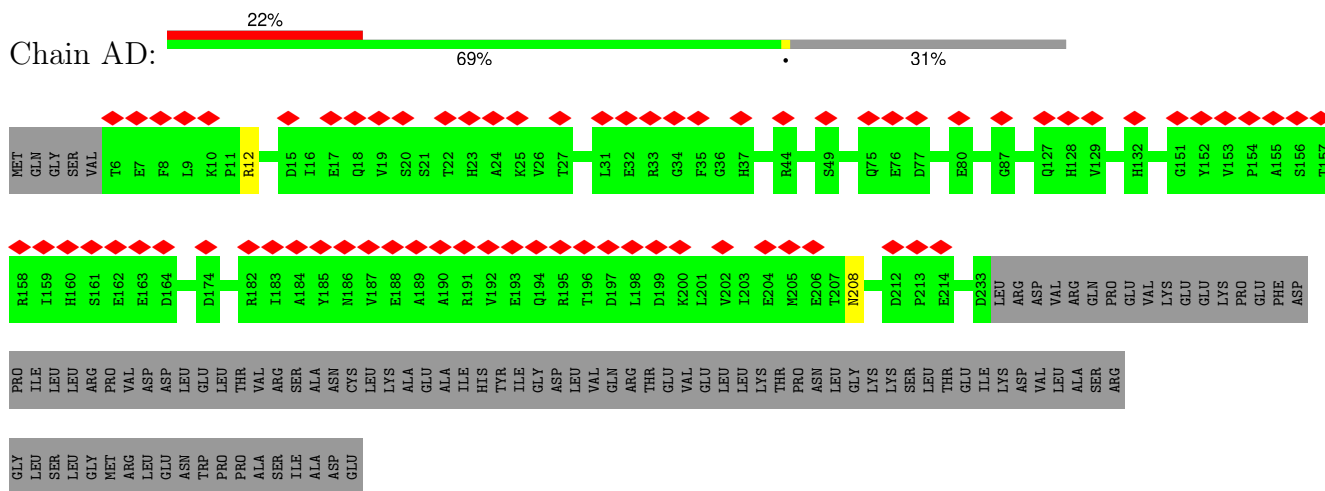 22%
Chain AD:
69% • 31%
MET GLN GLY SER VAL T6 E7 F8 L9 K10 P11 R12 D15 I16 E17 Q18 V19 S20 S21 T22 H23 A24 K25 V26 T27 L31 E32 R33 G34 F35 G36 H37 R44 S49 Q75 E76 D77 E80 G87 Q127 H128 V129 H132 G151 Y152 V153 P154 A155 S156 T157
R158 I159 H160 S161 E162 E163 D164 D174 R182 I183 A184 Y185 N186 V187 E188 A189 A190 R191 V192 E193 Q194 R195 T196 D197 L198 D199 K200 L201 V202 I203 E204 M205 E206 T207 N208 D212 P213 E214 D233 LEU ARG ASP VAL ARG GLN PRO GLU VAL LYS GLU GLU LYS PRO GLU PHE ASP
PRO ILE LEU LEU ARG PRO VAL ASP ASP LEU GLU LEU THR VAL ARG SER ALA ASN CYS LEU LYS ALA GLU ALA ILE HIS TYR ILE GLY ASP LEU VAL GLN ARG THR GLU VAL GLU LEU LEU LYS THR PRO ASN LEU GLY LYS LYS SER LEU THR GLU ILE LYS ASP VAL LEU ALA SER ARG
GLY LEU SER LEU GLY MET ARG LEU GLU ASN TRP PRO PRO ALA SER ILE ALA ASP GLU